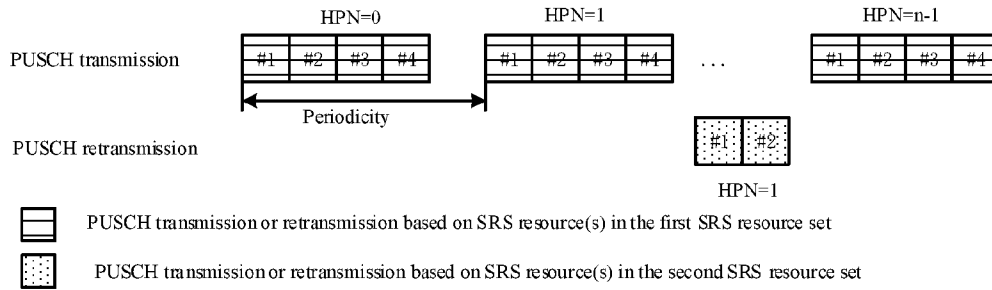 HPN=0 HPN=1 HPN=n-1
PUSCH transmission #1 #2 #3 #4 #1 #2 #3 #4 ... #1 #2 #3 #4
Periodicity
PUSCH retransmission #1 #2
HPN=1
PUSCH transmission or retransmission based on SRS resource(s) in the first SRS resource set
PUSCH transmission or retransmission based on SRS resource(s) in the second SRS resource set